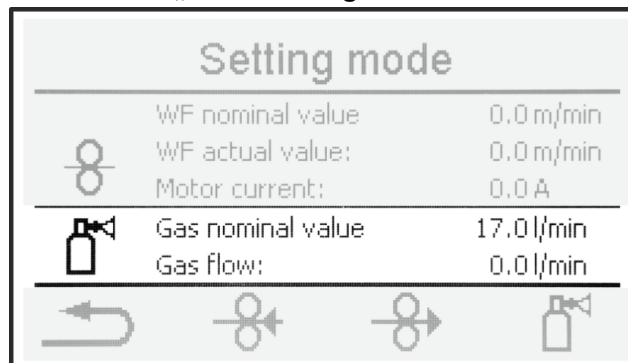 Setting mode
WF nominal value 0.0 m/min
WF actual value: 0.0 m/min
Motor current: 0.0 A
Gas nominal value 17.0 l/min
Gas flow: 0.0 l/min